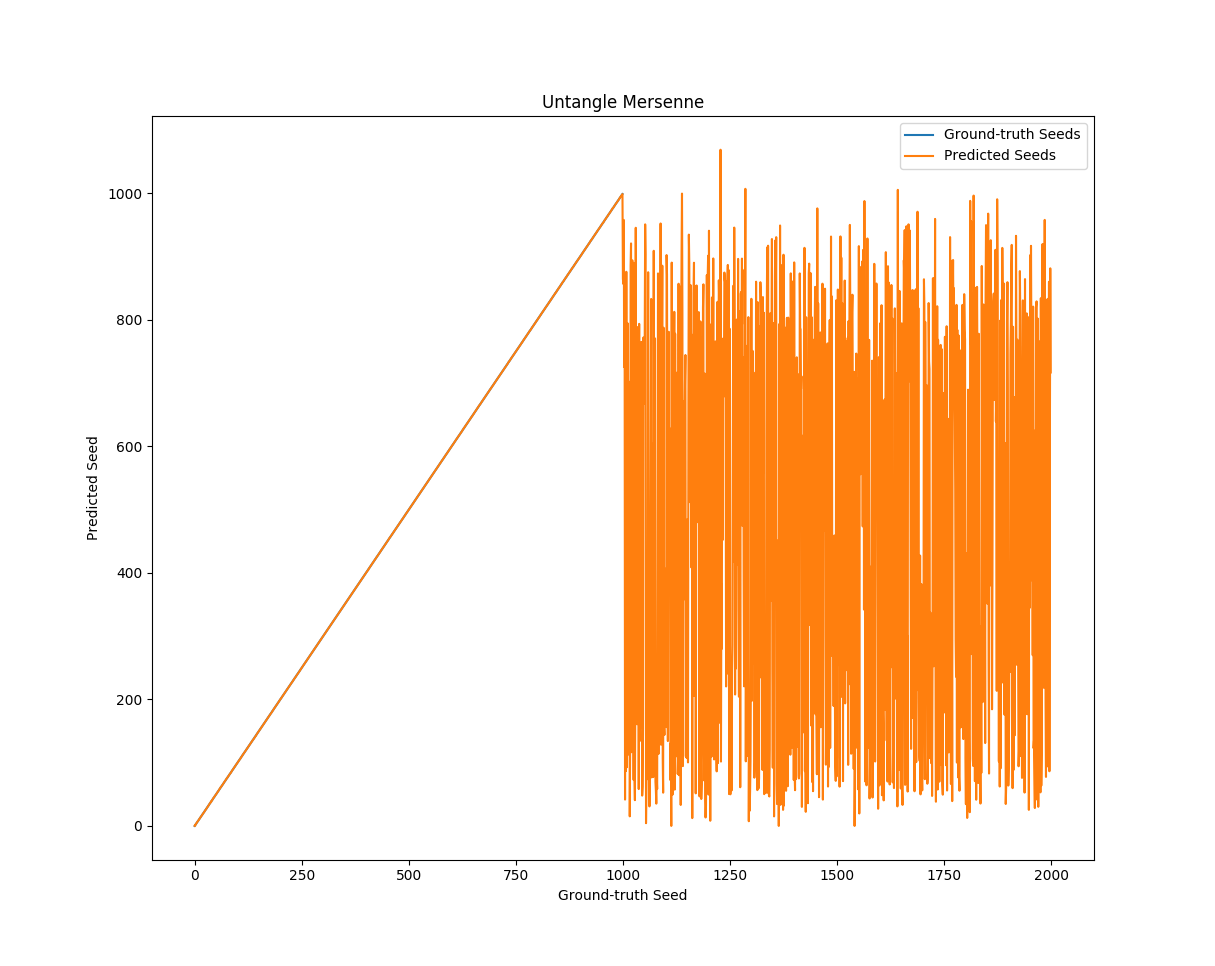 Untangle Mersenne
Ground-truth Seeds
Predicted Seeds
1000
800
600
400
200
0
Predicted Seed
0 250 500 750 1000 1250 1500 1750 2000
Ground-truth Seed